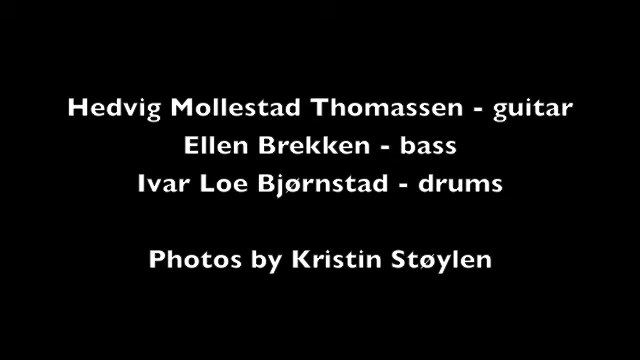 Hedvig Mollestad Thomassen - guitar
Ellen Brekken - bass
Ivar Loe Bjørnstad - drums
Photos by Kristin Støylen